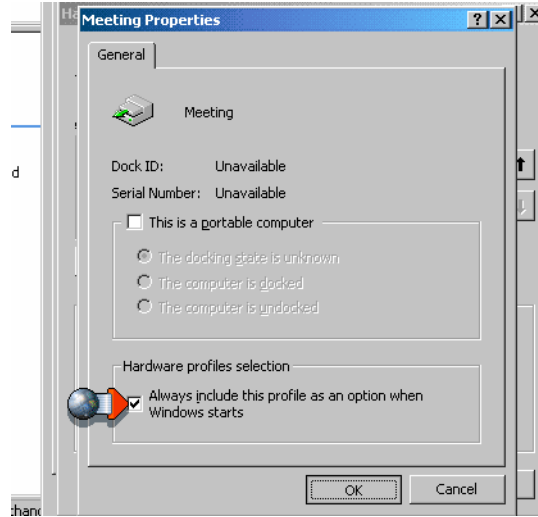 Ha
Meeting Properties
General
Meeting
Dock ID: Unavailable
Serial Number: Unavailable
d
This is a portable computer
The docking state is unknown
The computer is docked
The computer is undocked
Hardware profiles selection
Always include this profile as an option when
Windows starts
OK Cancel
chang